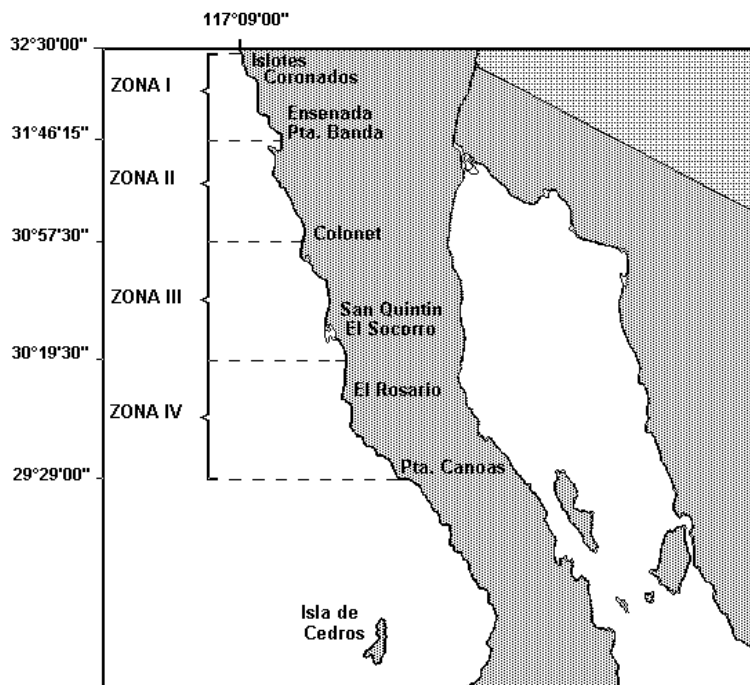 117°09'00"
32°30'00"
Islotes
Coronados
ZONA I
Ensenada
Pta. Banda
31°46'15"
ZONA II
30°57'30"
Colonet
ZONA III
San Quintin
El Socorro
30°19'30"
El Rosario
ZONA IV
Pta. Canoas
29°29'00"
Isla de
Cedros